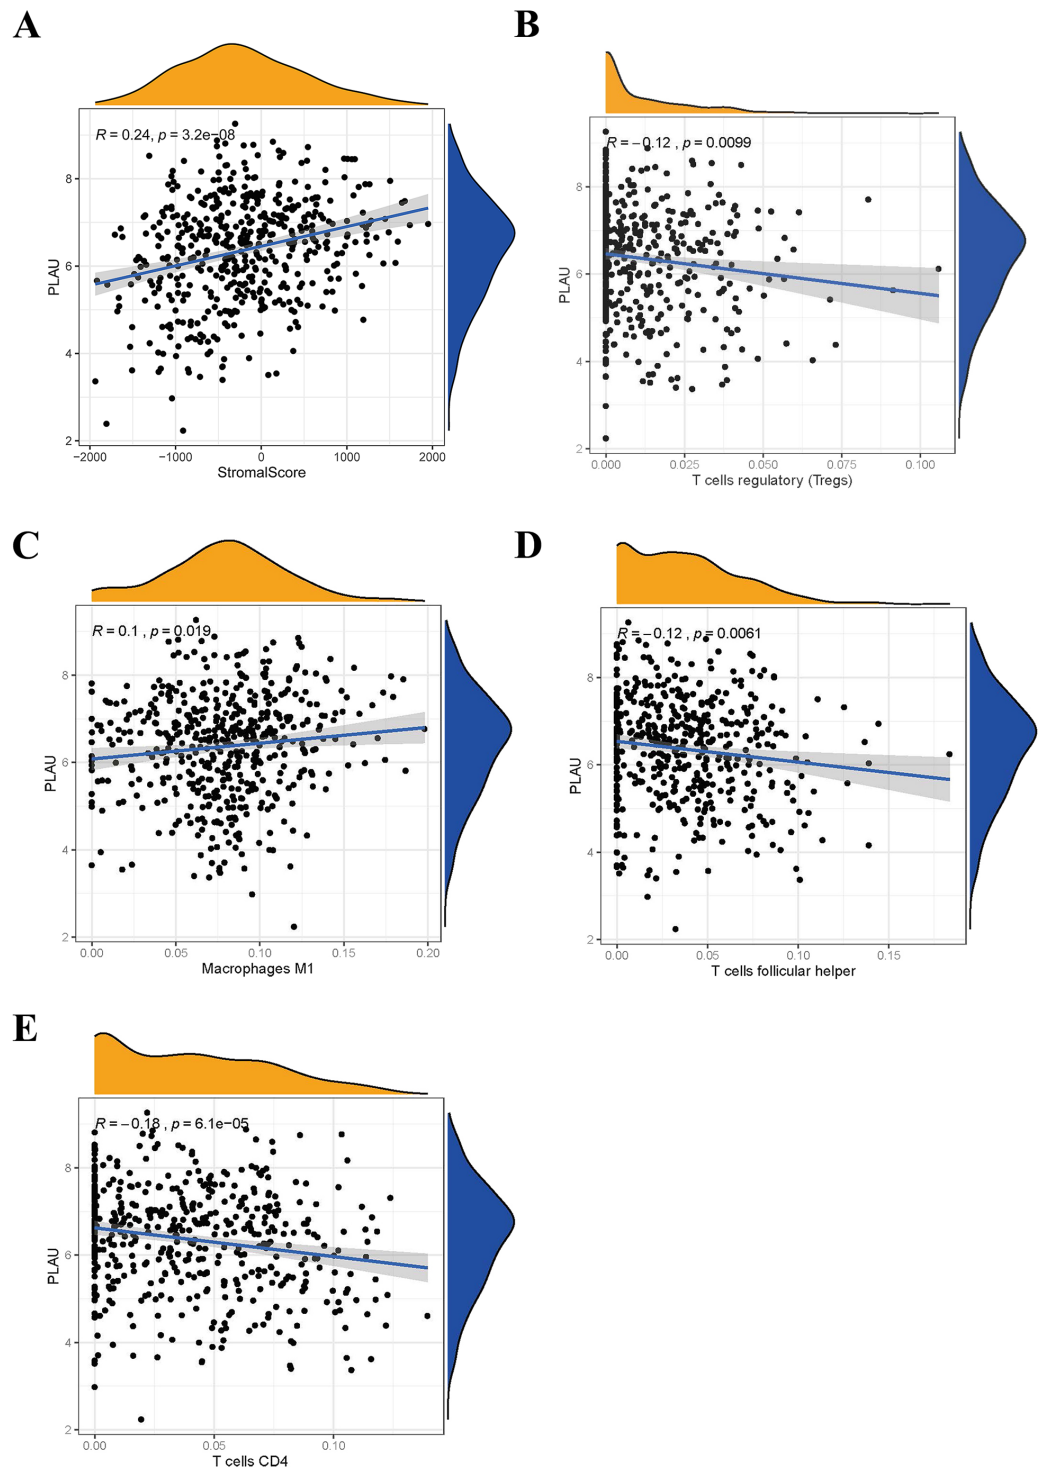 A
R = 0.24, p = 3.2e−08
PLAU
8
6
4
2
−2000 −1000 0 1000 2000
StromalScore
B
R = −0.12 , p = 0.0099
PLAU
8
6
4
2
0.000 0.025 0.050 0.075 0.100
T cells regulatory (Tregs)
C
R = 0.1 , p = 0.019
PLAU
8
6
4
2
0.00 0.05 0.10 0.15 0.20
Macrophages M1
D
R = −0.12 , p = 0.0061
PLAU
8
6
4
2
0.00 0.05 0.10 0.15
T cells follicular helper
E
R = −0.18 , p = 6.1e−05
PLAU
8
6
4
2
0.00 0.05 0.10
T cells CD4